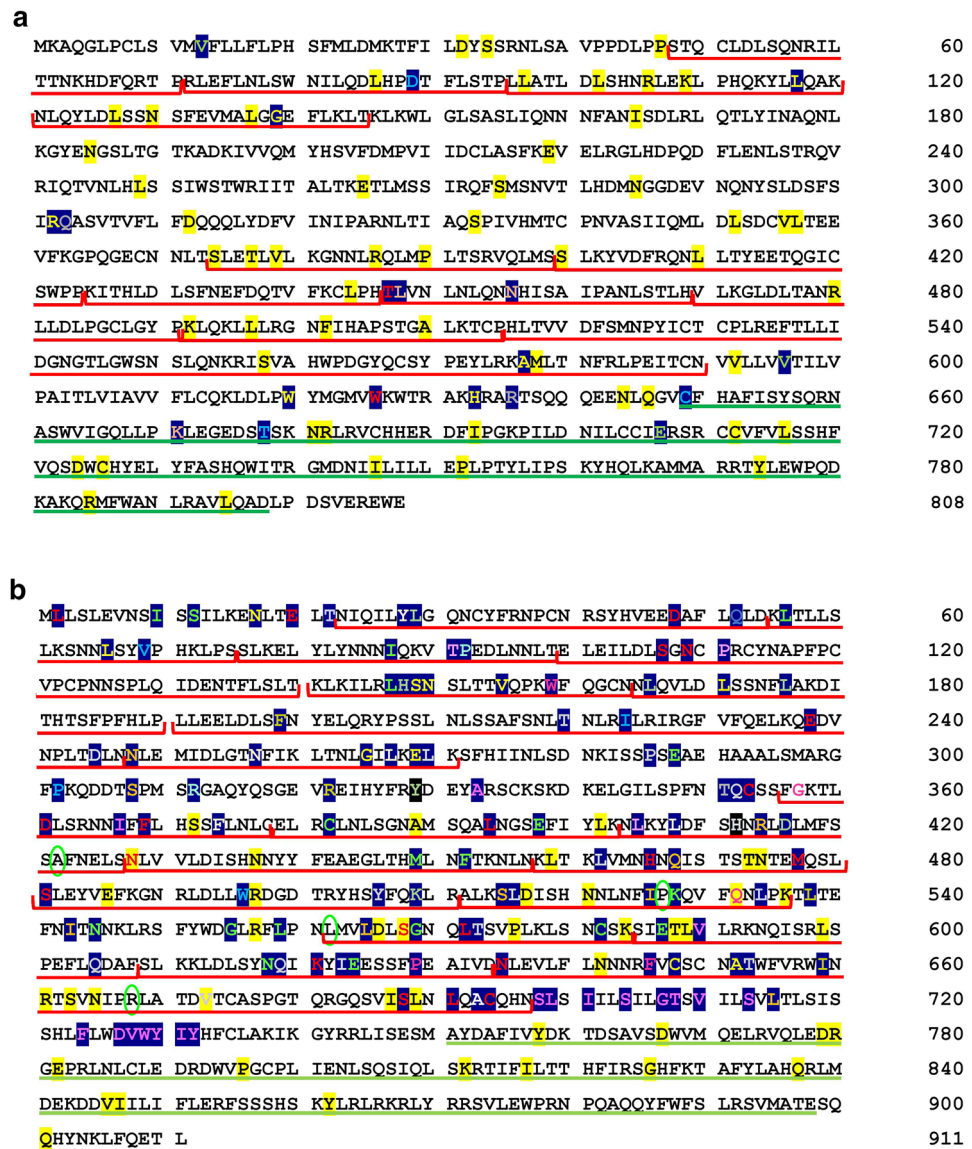 a
MKAQGLPCLS VMVFLLFLPH SFMLDMKTFI LDYSSRNLSA VPPDLPPSTQ CLDLSQNRIL 60
TTNKHDFQRT PRLEFLNLSW NILQDLHPDT FLSTPLLATL DLSHNRLEKL PHQKYLLQAK 120
NLQYLDLSSN SFEVMALGGE FLKLTKLKWL GLSASLIQNN NFANISDLRL QTLYINAQNL 180
KGYENGSLTG TKADKIVVQM YHSVFDMPVI IDCLASFKEV ELRGLHDPQD FLENLSTRQV 240
RIQTVNLHLS SIWSTWRIIT ALTKETLMSS IRQFSMSNVT LHDMNGGDEV NQNYSLDSFS 300
IRQASVTVFL FDQQQLYDFV INIPARNLTI AQSPIVHMTC PNVASIIQML DLSDCVLTEE 360
VFKGPQGECN NLTSLETLVL KGNNLRQLMP LTSRVQLMSS LKYVDFRQNL LTYEETQGIC 420
SWPPKITHLD LSFNEFDQTV FKCLPHTLVN LNLQNNHISA IPANLSTLHV LKGLDLTANR 480
LLDLPGCLGY PKLQKLLLRG NFIHAPSTGA LKTCPHLTVV DFSMNPYICT CPLREFTLLI 540
DGNGTLGWSN SLQNKRISVA HWPDGYQCSY PEYLRKAMLT NFRLPEITCN VVLLVVTILV 600
PAITLVIAVV FLCQKLDLPW YMGMVWKWTR AKHRARTSQQ QEENLQGVCF HAFISYSQRN 660
ASWVIGQLLP KLEGEDSTSK NRLRVCHHERD DFIPGKPILD NILCCIERSR CCVFVLSSHF 720
VQSDWCHYEL YFASHQWITR GMDNIILILL EPLPTYLIPS KYHQLKAMMA RRTYLEWPQD 780
KAKQRMFWAN LRAVLQADLP DSVEREWE 808
b
MLLSLEVNSI SSILKENLTE LTNIQILYLG QNCYFRNPCN RSYHVEEDAF LQLDKLTLLS 60
LKSNNLSYVP HKLPSSLKEL YLYNNNIQKV TPEDLNNLTE LEILDLSGNC PRCYNAPFPC 120
VPCPNNSPLQ IDENTFLSLT KLKILRLHSN SLTTVQPKWF QGCNNLQVLD LSSNFLAKDI 180
THTSFPFHLP LLEELDLSFN YELQRYPSSL NLSSAFSNLT NLRILRIRGF VFQELKQEDV 240
NPLTDLNNLE MIDLGTNFIK LTNLGILKEL KSFHIINLSD NKISSPSEAE HAAALSMARG 300
FPKQDDTSPM SRGAQYQSGE VREIHYFRYD EYARSCKSKD KELGILSPFN TQCSSFGKTL 360
DLSRNNIFFL HSSFLNLGEL RCLNLSGNAM SQALNGSEFI YLKNLKYLDF SHNRLDLMFS 420
SAFNELSNLV VLDISHNNYY FEAEGLTHML NFTKNLNKLT KLVMNHNQIS TSTNTEMQSL 480
SLEYVEFKGN RLDLLWRDGD TRYHSYFQKL RALKSLDISH NNLNFIPKQV FQNLPKTLTE 540
FNITNNKLRS FYWDGLRFLP NLMVLDLSGN QLTSVPLKLS NCSKSIETLV LRKNQISRLS 600
PEFLQDAFSL KKLDLSYNQI KYIEESSFPE AIVDNLEVLF LNNNRFVCSC NATWFVRWIN 660
RTSVNIPRLA TDVTCASPGT QRGQSVISLN LQACQHNSLS IILSILGTSV ILSVLTLSIS 720
SHLFLWDVWY IYHFCLAKIK GYRRLISESM AYDAFIVYDK TDSAVSDWVM QELRVQLEDR 780
GEPRLNLCLE DRDWVPGCPL IENLSQSIQL SKRTIFILTT HFIRSGHFKT AFYLAHQRLM 840
DEKDDVIILI FLERFSSSHS KYLRLRKRLY RRSVLEWPRN PQAQQYFWFS LRSVMATESQ 900
QHYNKLFQET L 911